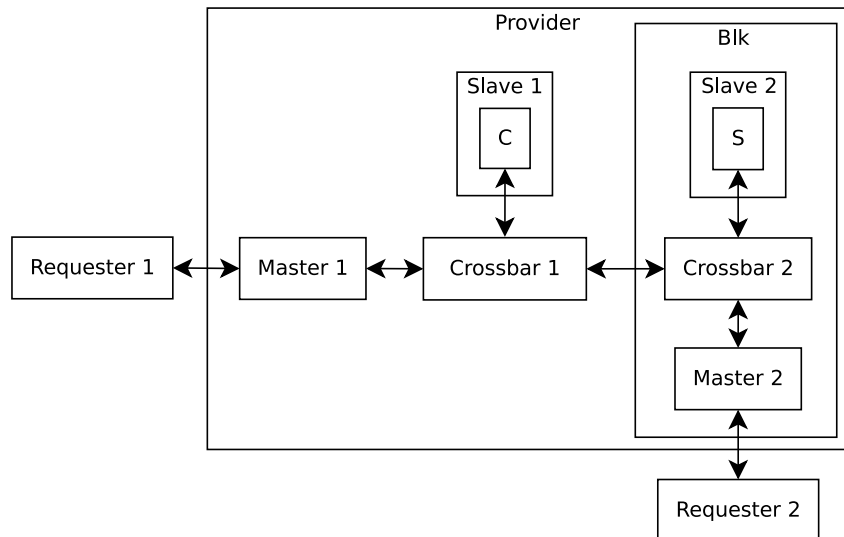 Provider
Blk
Slave 1
Slave 2
C
S
Requester 1
Master 1
Crossbar 1
Crossbar 2
Master 2
Requester 2